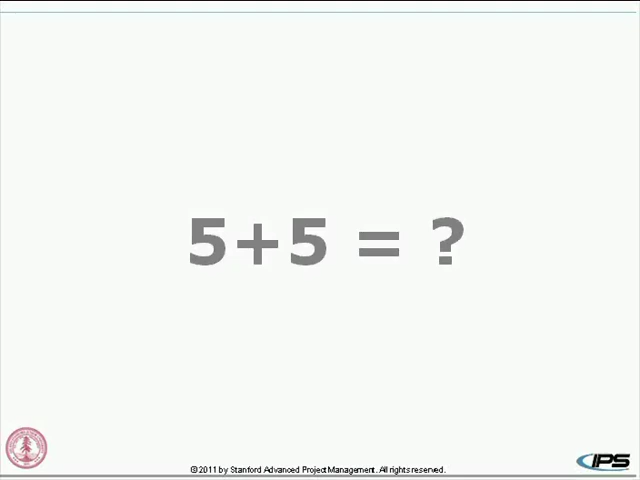 5+5 = ?
© 2011 by Stanford Advanced Project Management. All rights reserved.
IPS